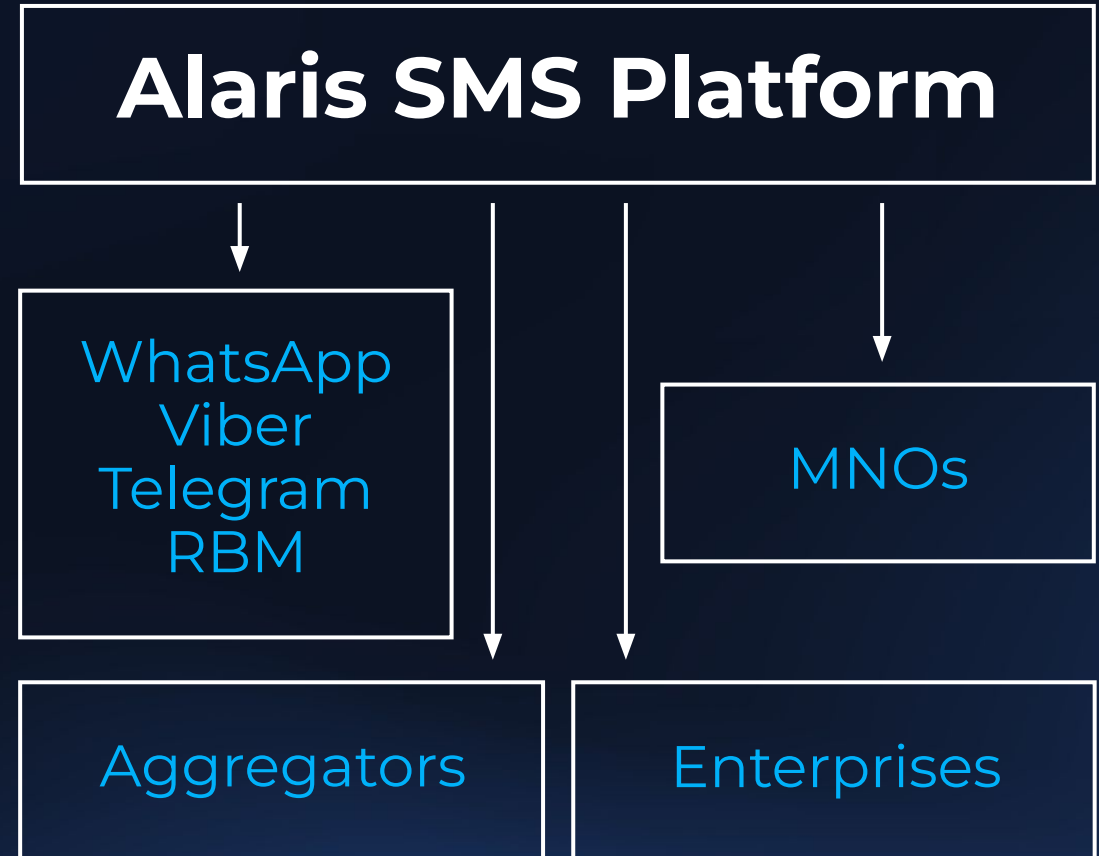 Alaris SMS Platform
WhatsApp
Viber
Telegram
RBM
MNOs
Aggregators
Enterprises